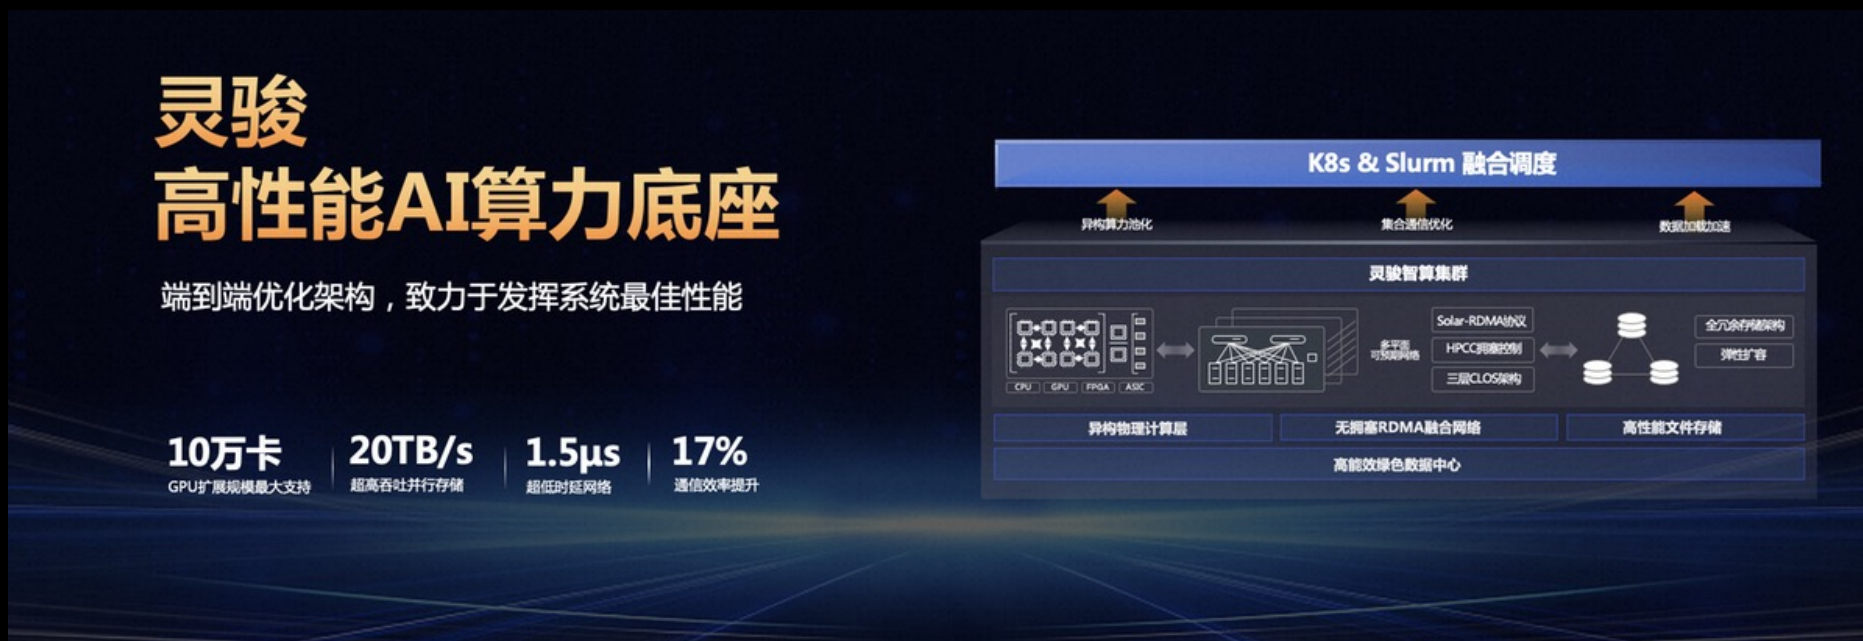 灵骏
高性能AI算力底座
端到端优化架构，致力于发挥系统最佳性能
10万卡
GPU扩展规模最大支持
20TB/s
超高吞吐并行存储
1.5μs
超低时延网络
17%
通信效率提升
K8s & Slurm 融合调度
异构算力池化
集合通信优化
数据加载加速
灵骏智算集群
CPU
GPU
FPGA
ASIC
多平面
可预期网络
Solar-RDMA协议
HPCC拥塞控制
三层CLOS架构
全冗余存储架构
弹性扩容
异构物理计算层
无拥塞RDMA融合网络
高性能文件存储
高能效绿色数据中心